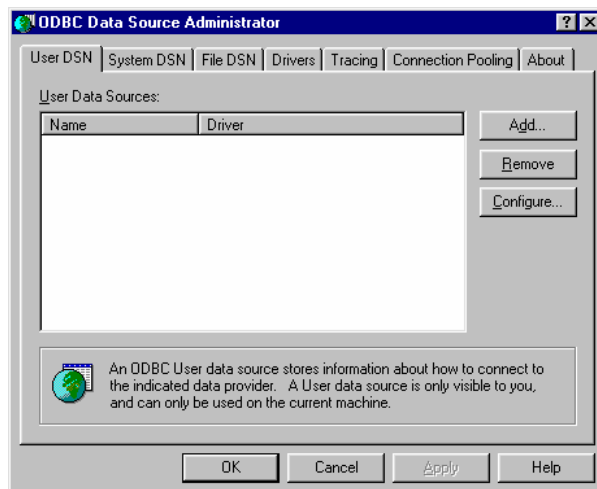 ODBC Data Source Administrator
User DSN System DSN File DSN Drivers Tracing Connection Pooling About
User Data Sources:
Name Driver
Add...
Remove
Configure...
An ODBC User data source stores information about how to connect to
the indicated data provider. A User data source is only visible to you,
and can only be used on the current machine.
OK Cancel Apply Help